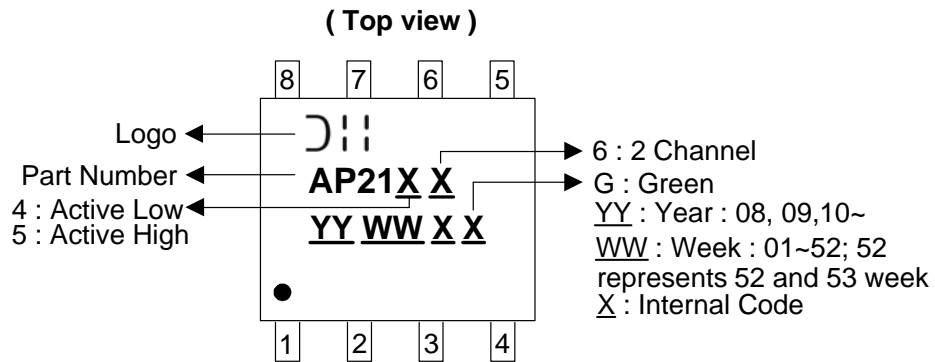 ( Top view )
8 7 6 5
Logo
Part Number
4 : Active Low
5 : Active High
AP21X X
YY WW X X
6 : 2 Channel
G : Green
YY : Year : 08, 09,10~
WW : Week : 01~52; 52
represents 52 and 53 week
X : Internal Code
1 2 3 4